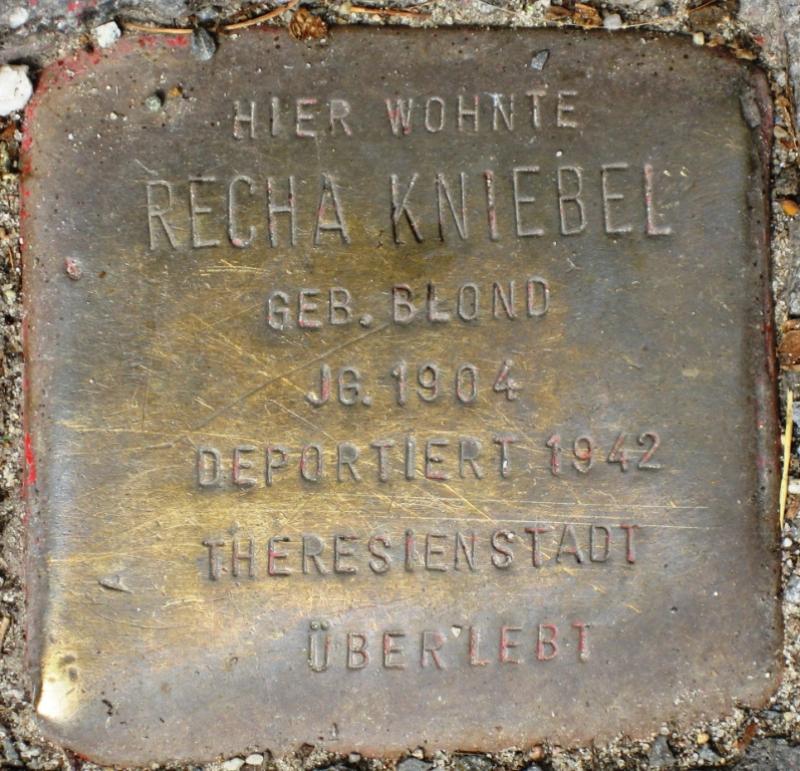 HIER WOHNTE
RECHA KNIEBEL
GEB. BLOND
JG. 1904
DEPORTIERT 1942
THERESIENSTADT
ÜBERLEBT